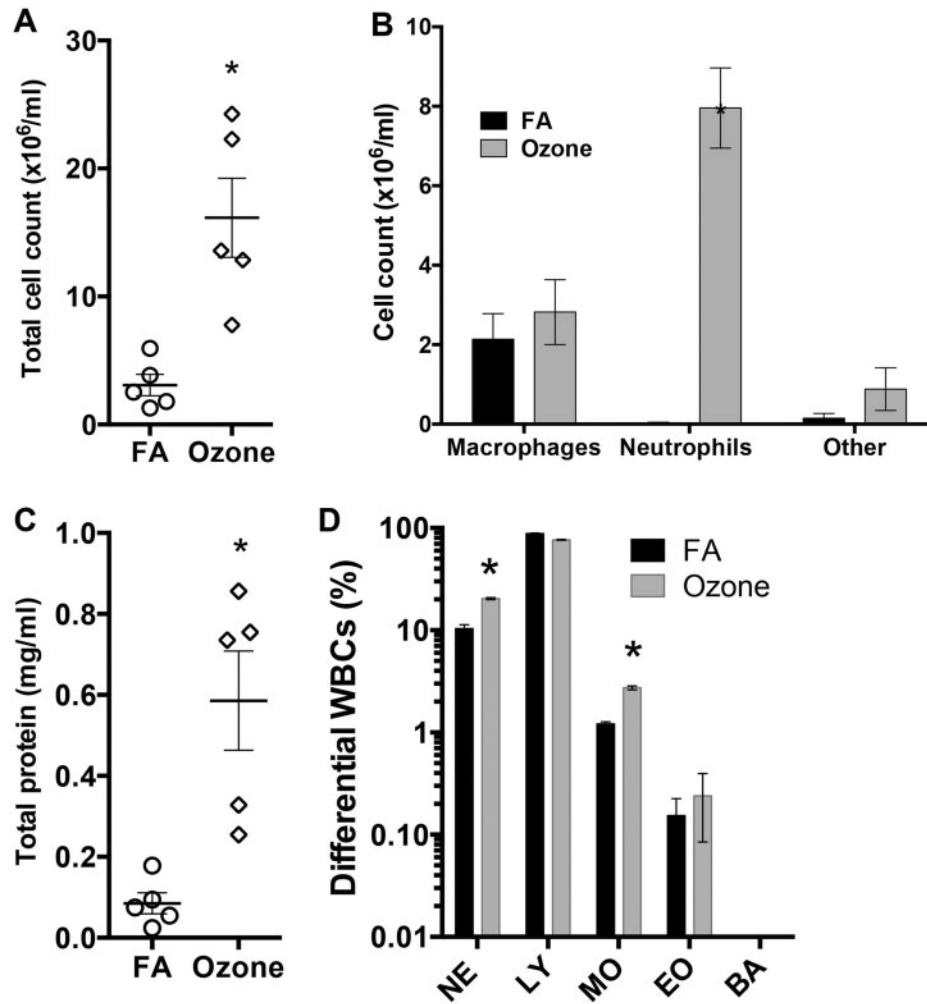 A
Total cell count (x10⁶/ml)
30
20
10
0
*
FA Ozone
B
Cell count (x10⁶/ml)
10
8
6
4
2
0
FA
Ozone
*
Macrophages Neutrophils Other
C
Total protein (mg/ml)
1.0
0.8
0.6
0.4
0.2
0.0
*
FA Ozone
D
Differential WBCs (%)
100
10
1
0.10
0.01
FA
Ozone
*
*
NE LY MO EO BA